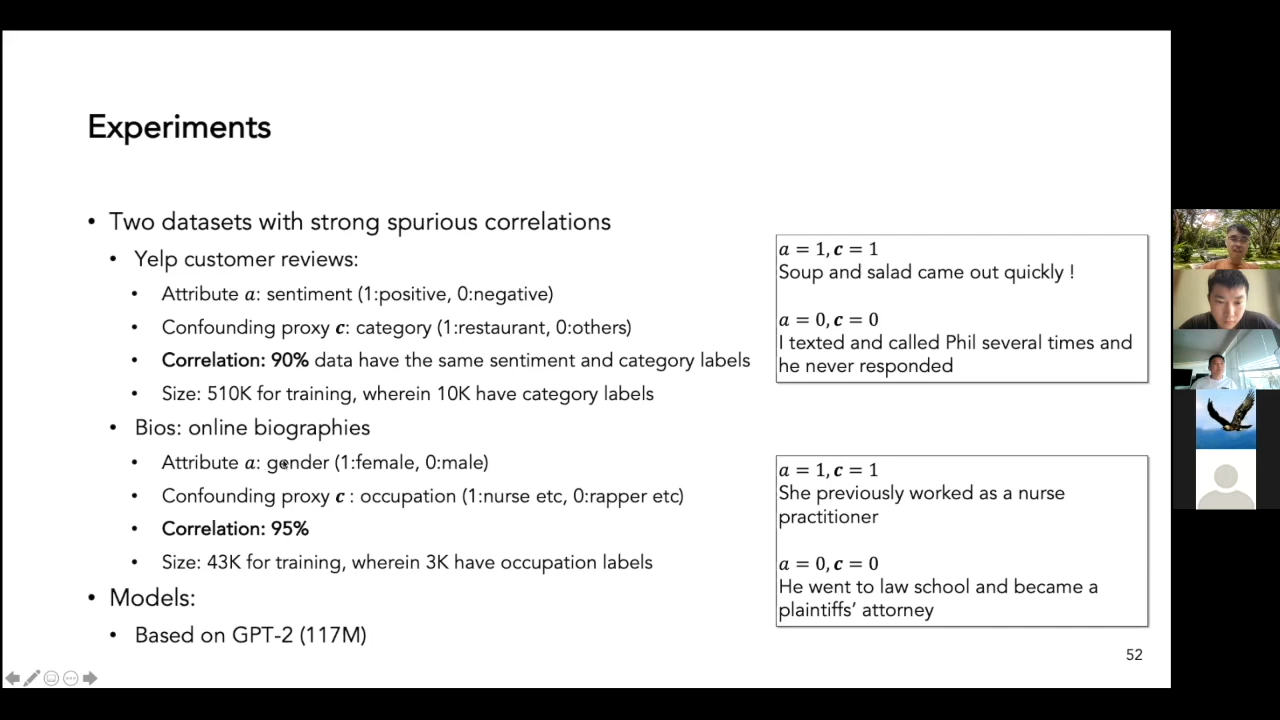 Experiments
• Two datasets with strong spurious correlations
• Yelp customer reviews:
• Attribute a: sentiment (1:positive, 0:negative)
• Confounding proxy c: category (1:restaurant, 0:others)
• Correlation: 90% data have the same sentiment and category labels
• Size: 510K for training, wherein 10K have category labels
• Bios: online biographies
• Attribute a: gender (1:female, 0:male)
• Confounding proxy c : occupation (1:nurse etc, 0:rapper etc)
• Correlation: 95%
• Size: 43K for training, wherein 3K have occupation labels
• Models:
• Based on GPT-2 (117M)
a = 1, c = 1
Soup and salad came out quickly !
a = 0, c = 0
I texted and called Phil several times and
he never responded
a = 1, c = 1
She previously worked as a nurse
practitioner
a = 0, c = 0
He went to law school and became a
plaintiffs’ attorney
52